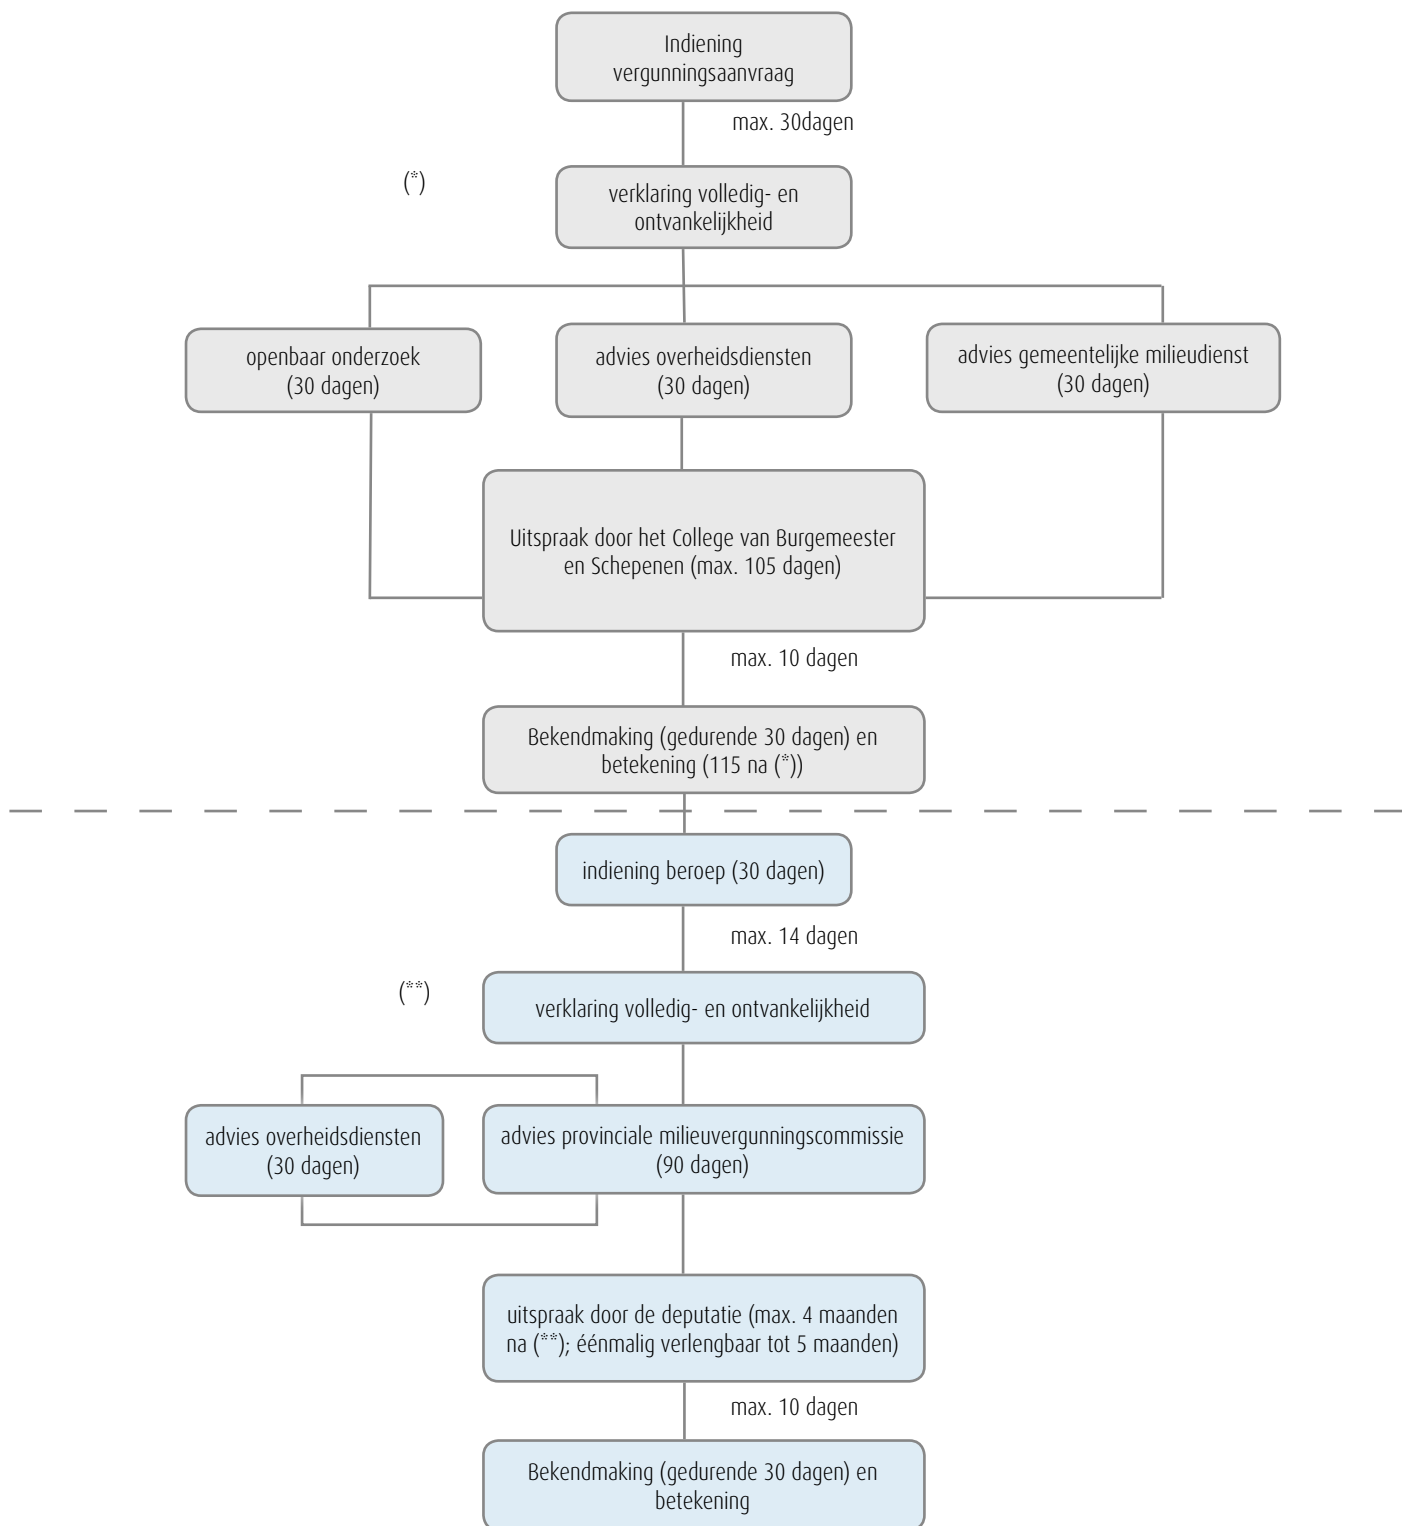 Indiening
vergunningsaanvraag
max. 30dagen
(*)
verklaring volledig- en
ontvankelijkheid
openbaar onderzoek
(30 dagen)
advies overheidsdiensten
(30 dagen)
advies gemeentelijke milieudienst
(30 dagen)
Uitspraak door het College van Burgemeester
en Schepenen (max. 105 dagen)
max. 10 dagen
Bekendmaking (gedurende 30 dagen) en
betekening (115 na (*))
indiening beroep (30 dagen)
max. 14 dagen
(**)
verklaring volledig- en ontvankelijkheid
advies overheidsdiensten
(30 dagen)
advies provinciale milieuvergunningscommissie
(90 dagen)
uitspraak door de deputatie (max. 4 maanden
na (**); éénmalig verlengbaar tot 5 maanden)
max. 10 dagen
Bekendmaking (gedurende 30 dagen) en
betekening